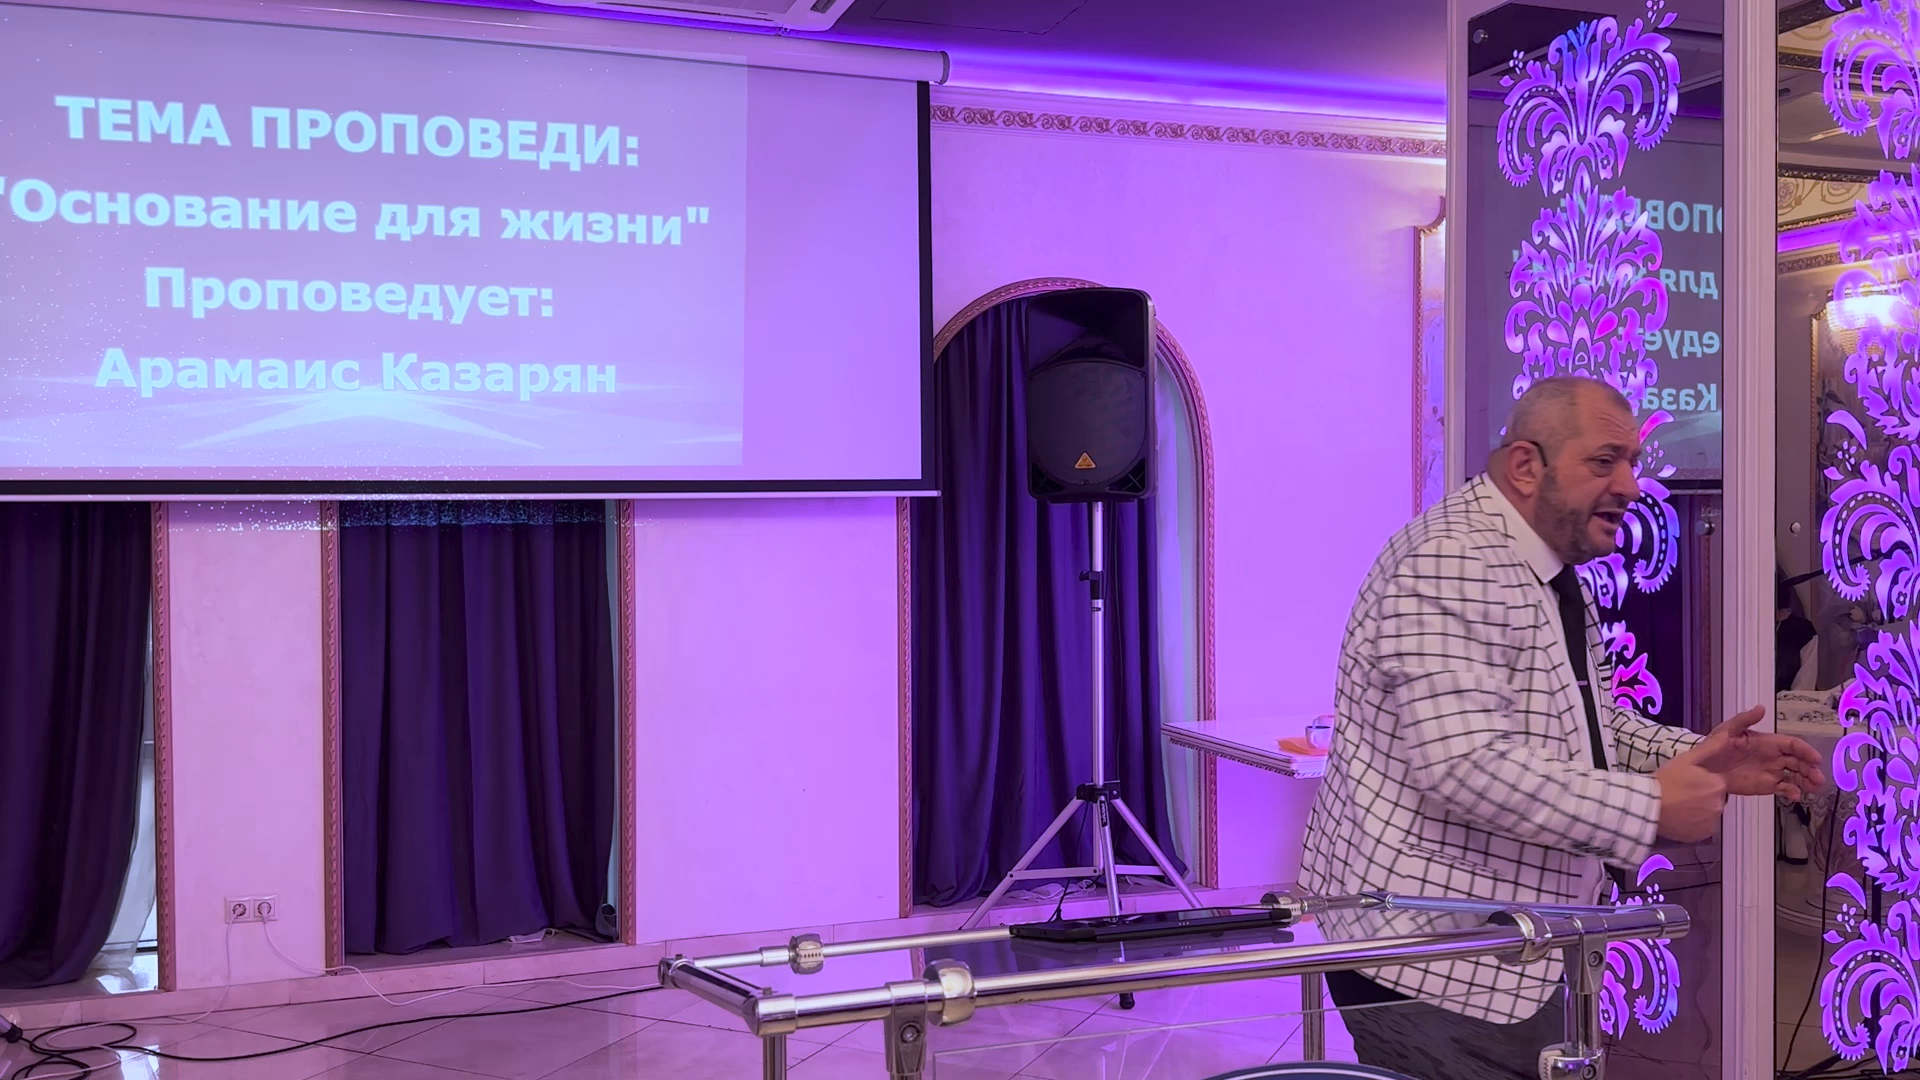 ТЕМА ПРОПОВЕДИ:
"Основание для жизни"
Проповедует:
Арамаис Казарян